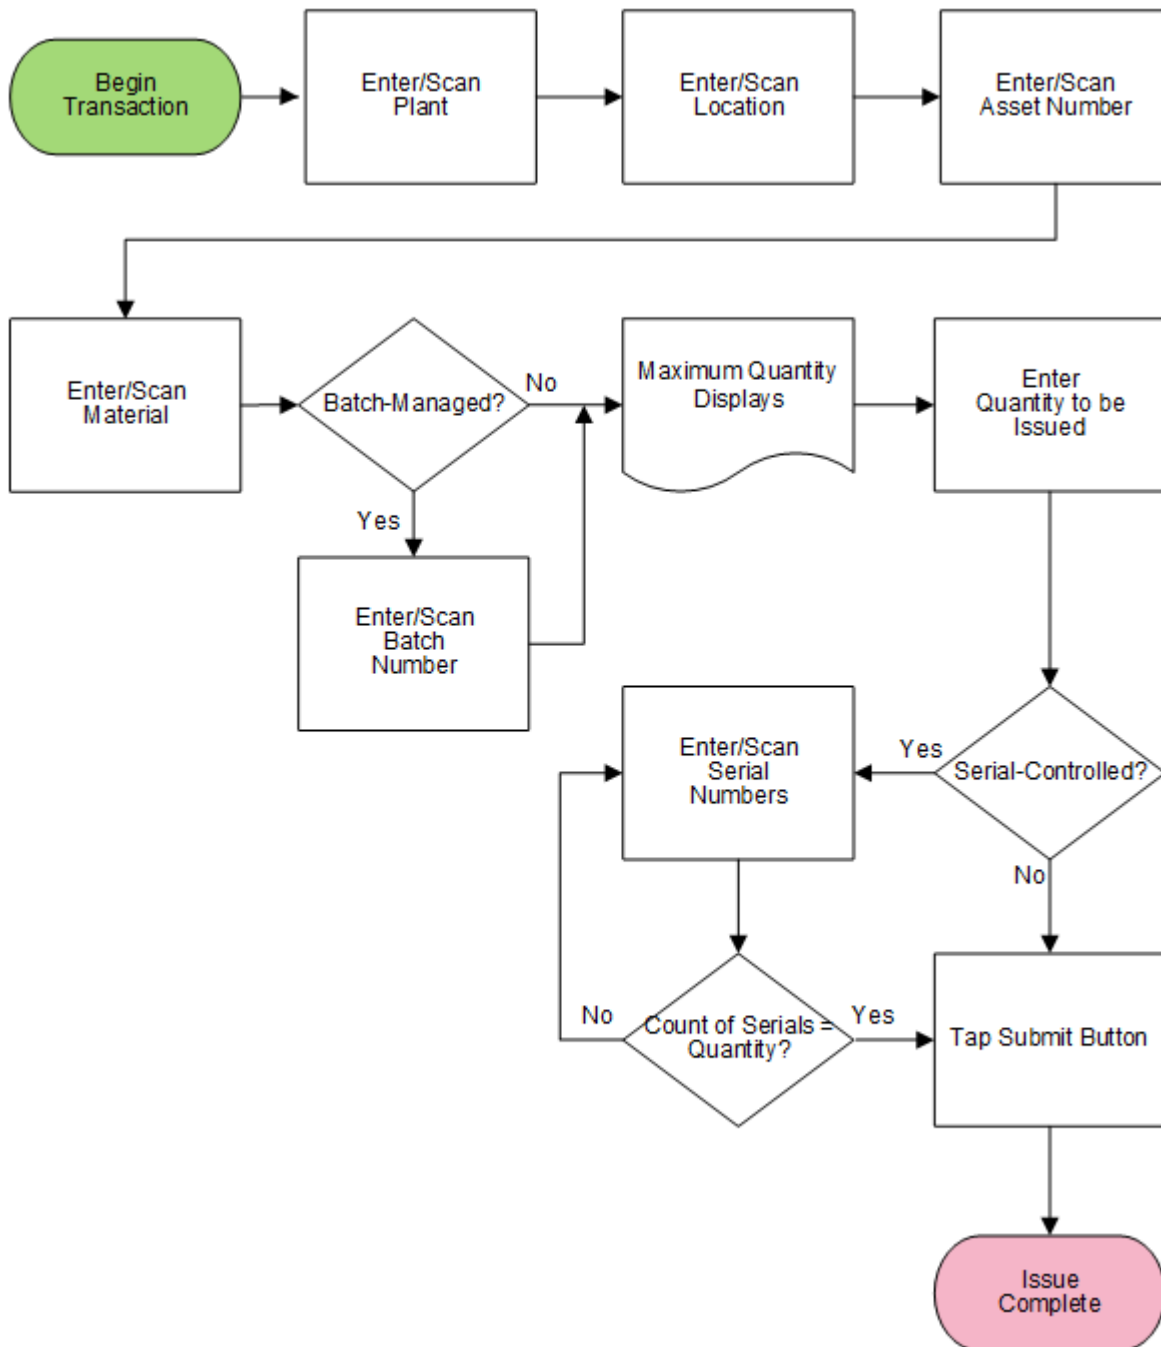 Begin
Transaction
Enter/Scan
Plant
Enter/Scan
Location
Enter/Scan
Asset Number
Enter/Scan
Material
Batch-Managed?
No
Yes
Maximum Quantity
Displays
Enter
Quantity to be
Issued
Enter/Scan
Batch
Number
Enter/Scan
Serial
Numbers
Yes
Serial-Controlled?
No
No
Count of Serials =
Quantity?
Yes
Tap Submit Button
Issue
Complete